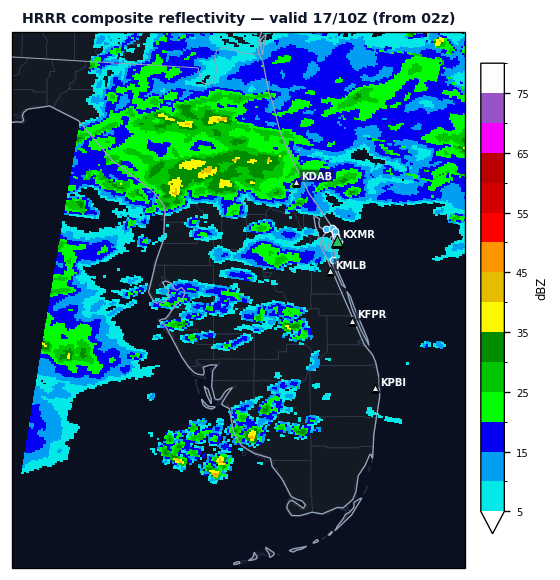 HRRR composite reflectivity — valid 17/10Z (from 02z)
KDAB
KXMR
KMLB
KFPR
KPBI
75
65
55
45
35
25
15
5
dBZ